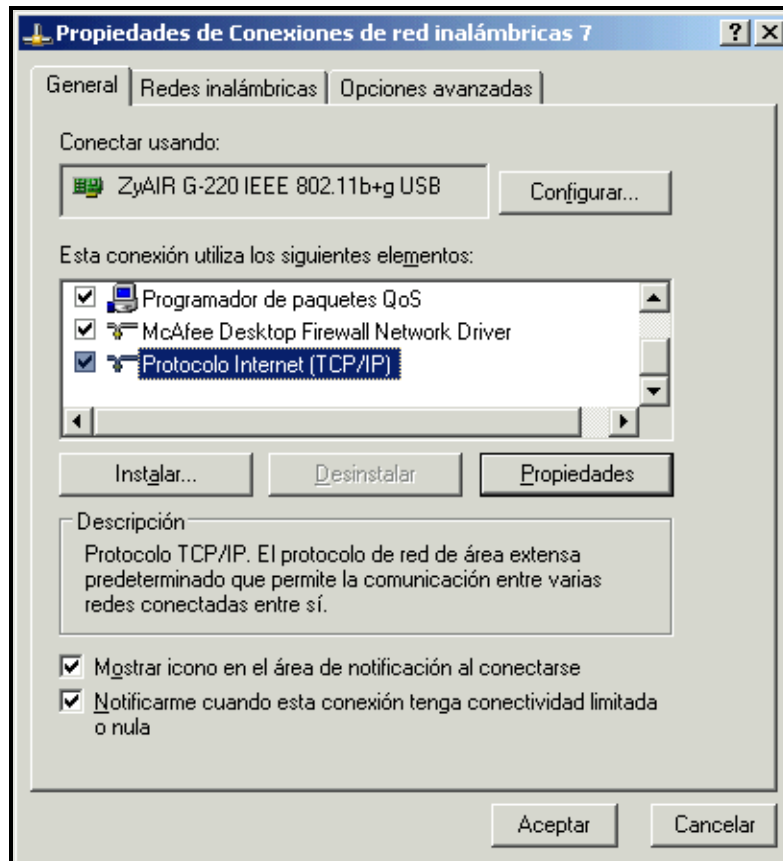 Propiedades de Conexiones de red inalámbricas 7
General
Redes inalámbricas
Opciones avanzadas
Conectar usando:
ZyAIR G-220 IEEE 802.11b+g USB
Configurar...
Esta conexión utiliza los siguientes elementos:
Programador de paquetes QoS
McAfee Desktop Firewall Network Driver
Protocolo Internet (TCP/IP)
Instalar...
Desinstalar
Propiedades
Descripción
Protocolo TCP/IP. El protocolo de red de área extensa
predeterminado que permite la comunicación entre varias
redes conectadas entre sí.
Mostrar icono en el área de notificación al conectarse
Notificarme cuando esta conexión tenga conectividad limitada
o nula
Aceptar
Cancelar